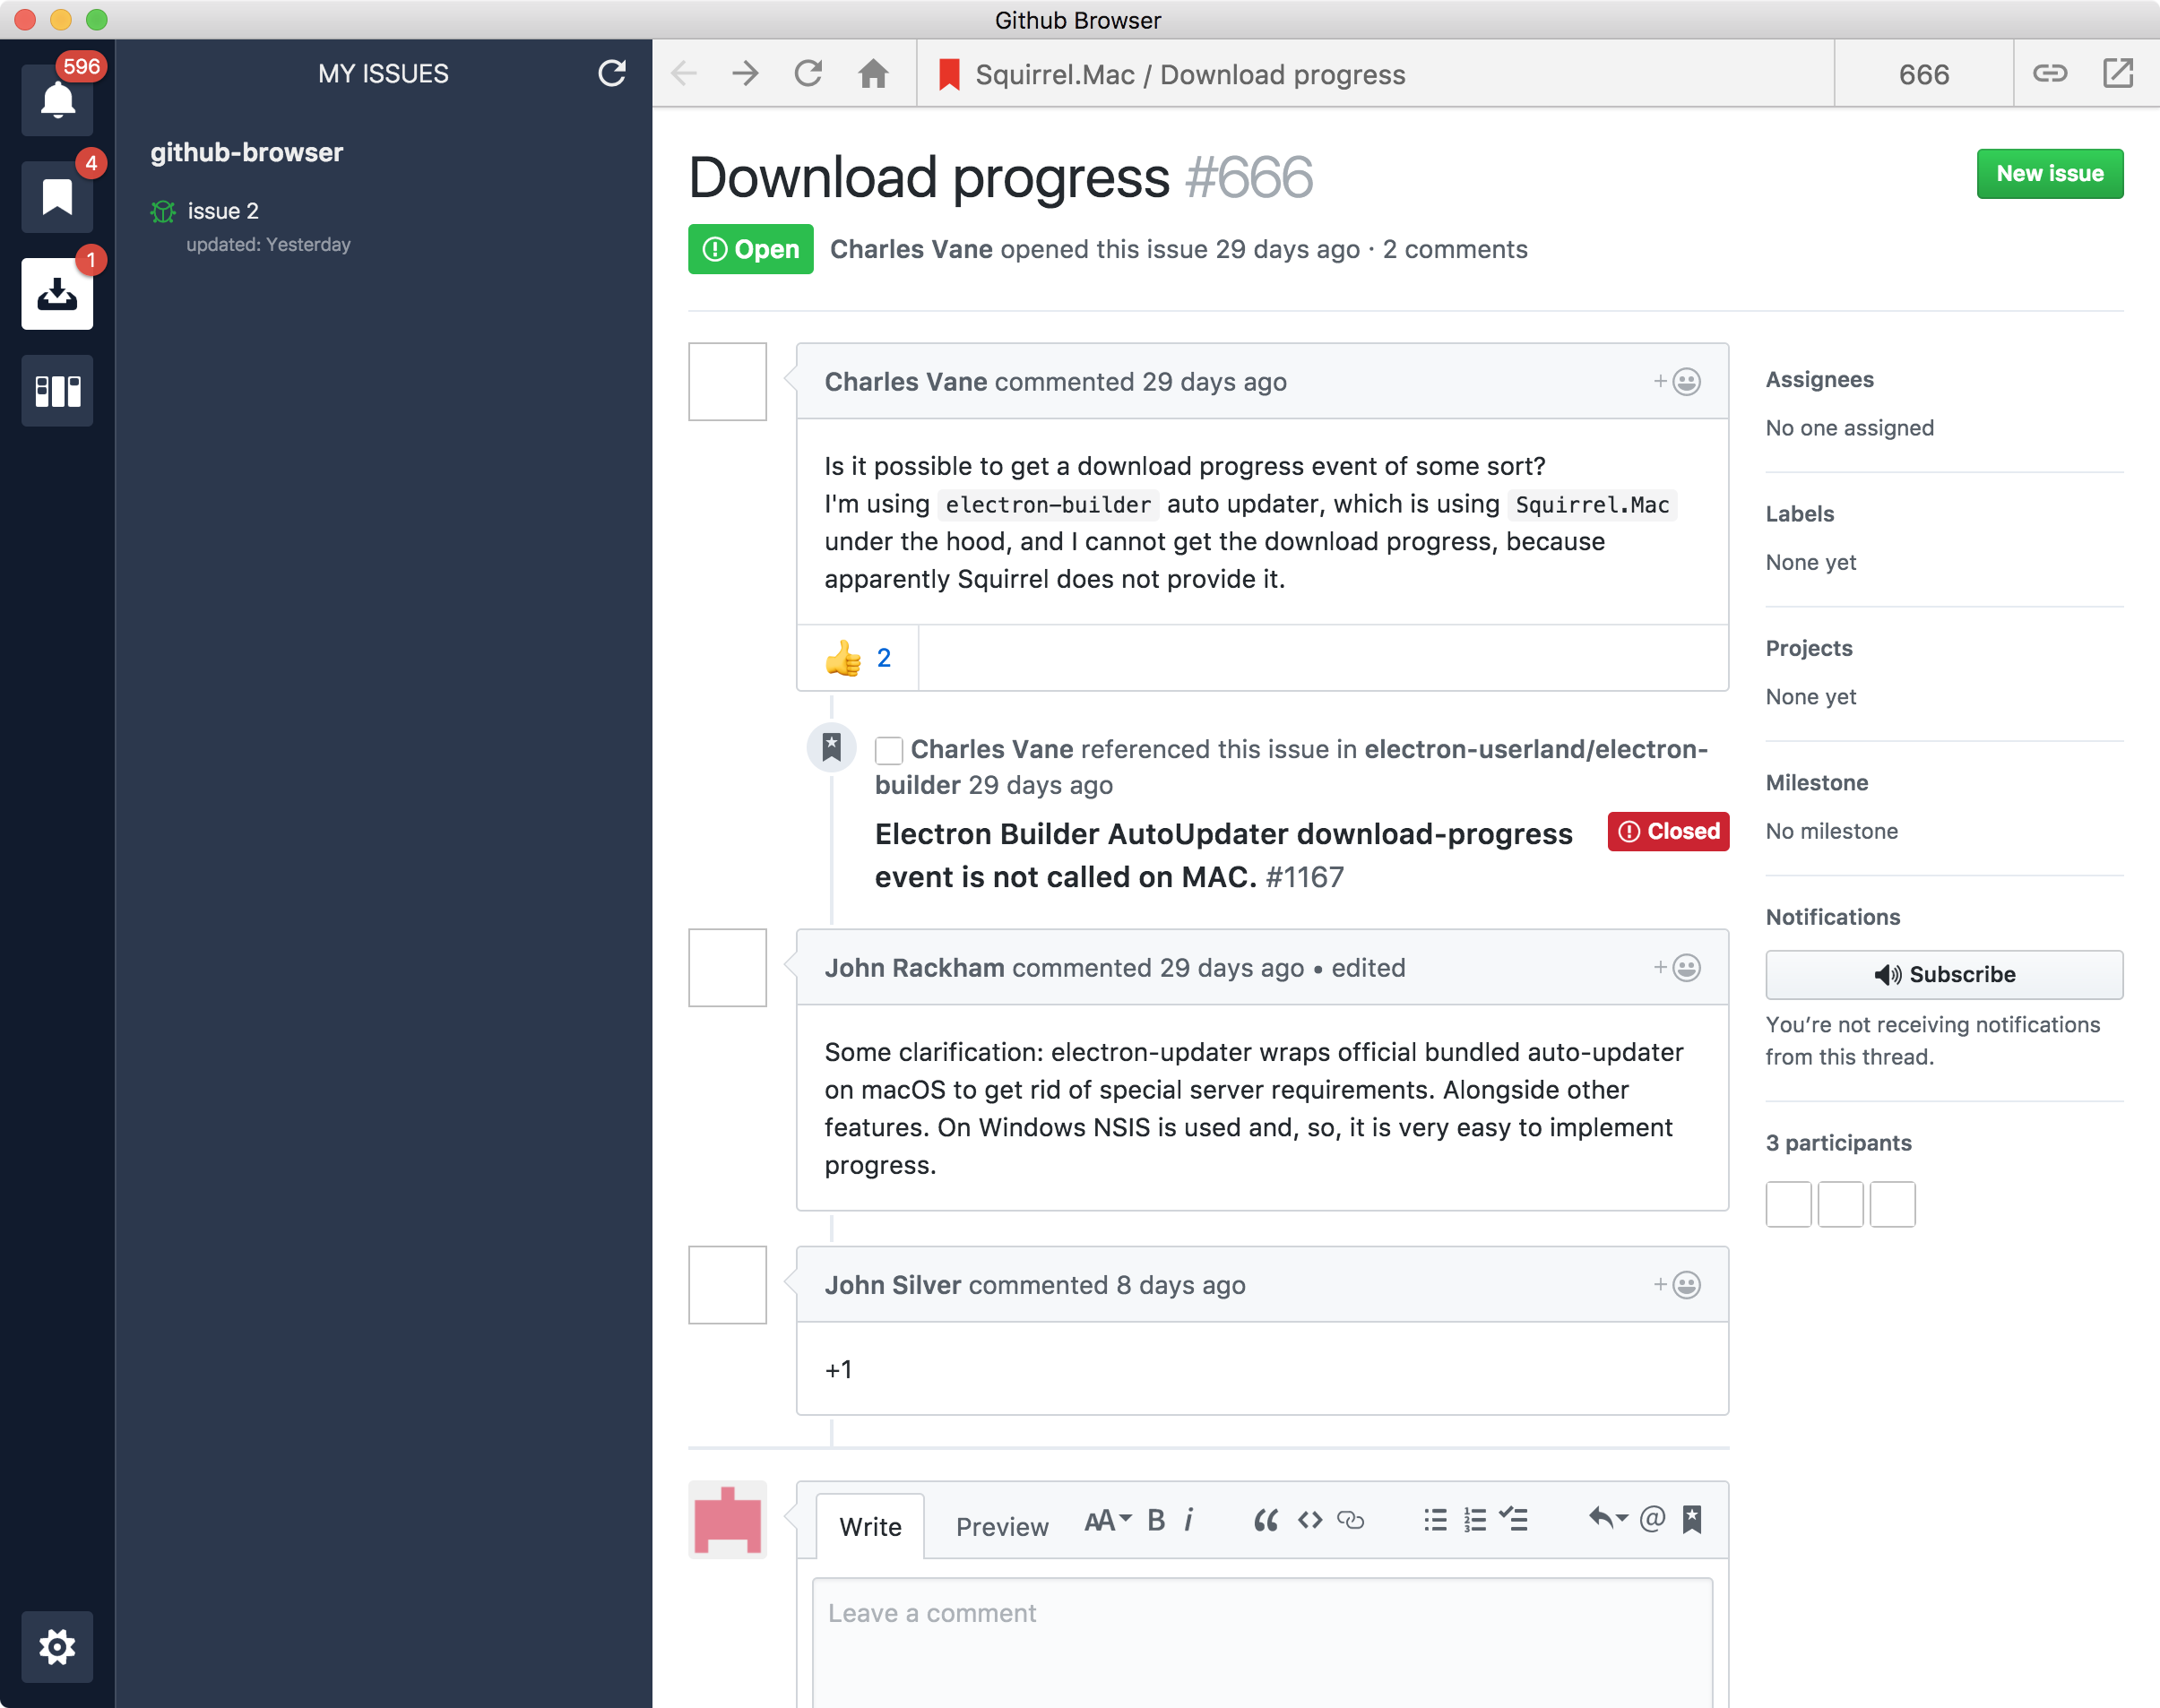 Github Browser
596
4
1
MY ISSUES
github-browser
issue 2
updated: Yesterday
Squirrel.Mac / Download progress
666
Download progress #666
New issue
Open
Charles Vane opened this issue 29 days ago · 2 comments
Charles Vane commented 29 days ago
Is it possible to get a download progress event of some sort?
I'm using electron-builder auto updater, which is using Squirrel.Mac
under the hood, and I cannot get the download progress, because
apparently Squirrel does not provide it.
2
Charles Vane referenced this issue in electron-userland/electron-
builder 29 days ago
Electron Builder AutoUpdater download-progress
event is not called on MAC. #1167
Closed
John Rackham commented 29 days ago • edited
Some clarification: electron-updater wraps official bundled auto-updater
on macOS to get rid of special server requirements. Alongside other
features. On Windows NSIS is used and, so, it is very easy to implement
progress.
John Silver commented 8 days ago
+1
Write
Preview
AA B i
Leave a comment
Assignees
No one assigned
Labels
None yet
Projects
None yet
Milestone
No milestone
Notifications
Subscribe
You’re not receiving notifications
from this thread.
3 participants